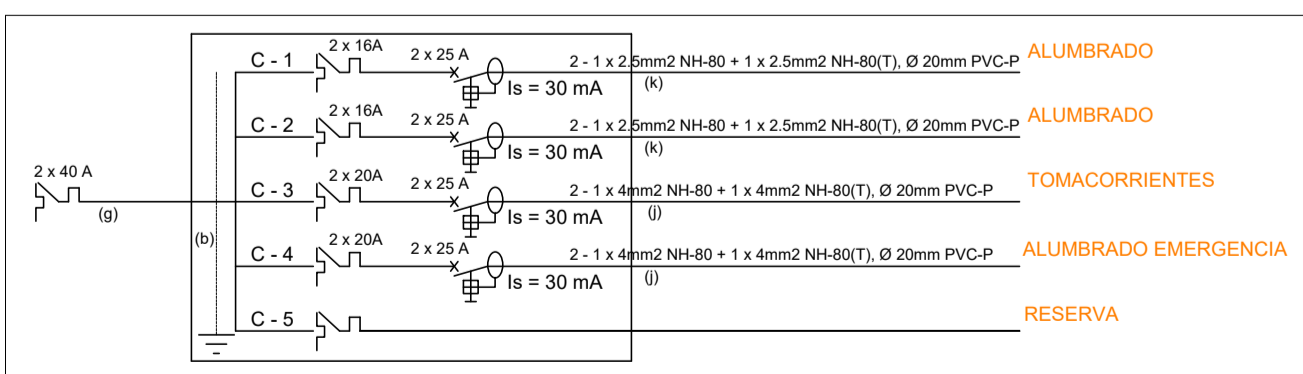 2 x 40 A
(g)
(b)
C - 1
2 x 16A
2 x 25 A
Is = 30 mA
2 - 1 x 2.5mm2 NH-80 + 1 x 2.5mm2 NH-80(T), Ø 20mm PVC-P
(k)
ALUMBRADO
C - 2
2 x 16A
2 x 25 A
Is = 30 mA
2 - 1 x 2.5mm2 NH-80 + 1 x 2.5mm2 NH-80(T), Ø 20mm PVC-P
(k)
ALUMBRADO
C - 3
2 x 20A
2 x 25 A
Is = 30 mA
2 - 1 x 4mm2 NH-80 + 1 x 4mm2 NH-80(T), Ø 20mm PVC-P
(j)
TOMACORRIENTES
C - 4
2 x 20A
2 x 25 A
Is = 30 mA
2 - 1 x 4mm2 NH-80 + 1 x 4mm2 NH-80(T), Ø 20mm PVC-P
(j)
ALUMBRADO EMERGENCIA
C - 5
RESERVA